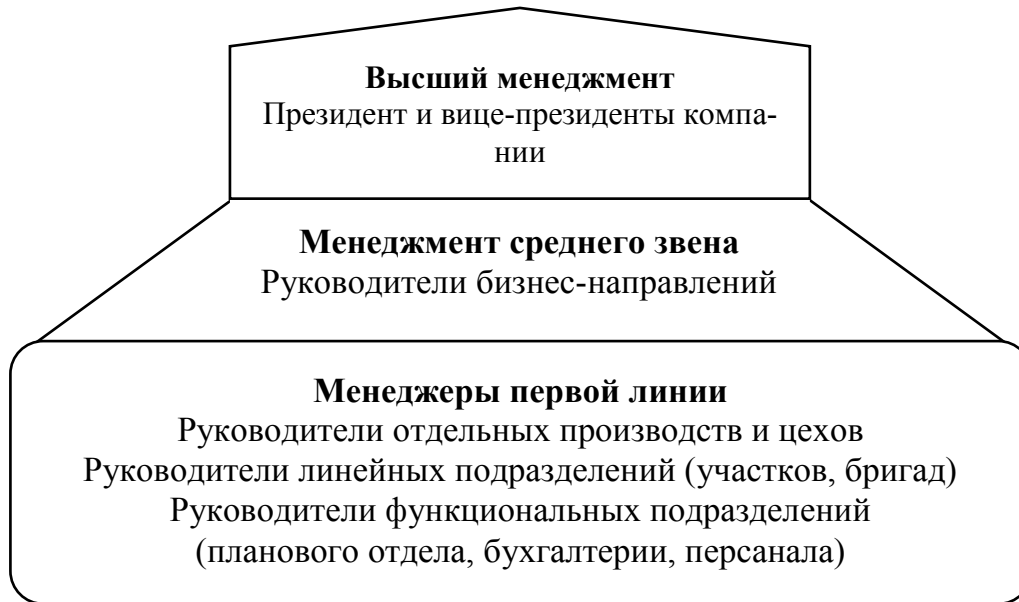 Высший менеджмент
Президент и вице-президенты компа-
нии
Менеджмент среднего звена
Руководители бизнес-направлений
Менеджеры первой линии
Руководители отдельных производств и цехов
Руководители линейных подразделений (участков, бригад)
Руководители функциональных подразделений
(планового отдела, бухгалтерии, персанала)